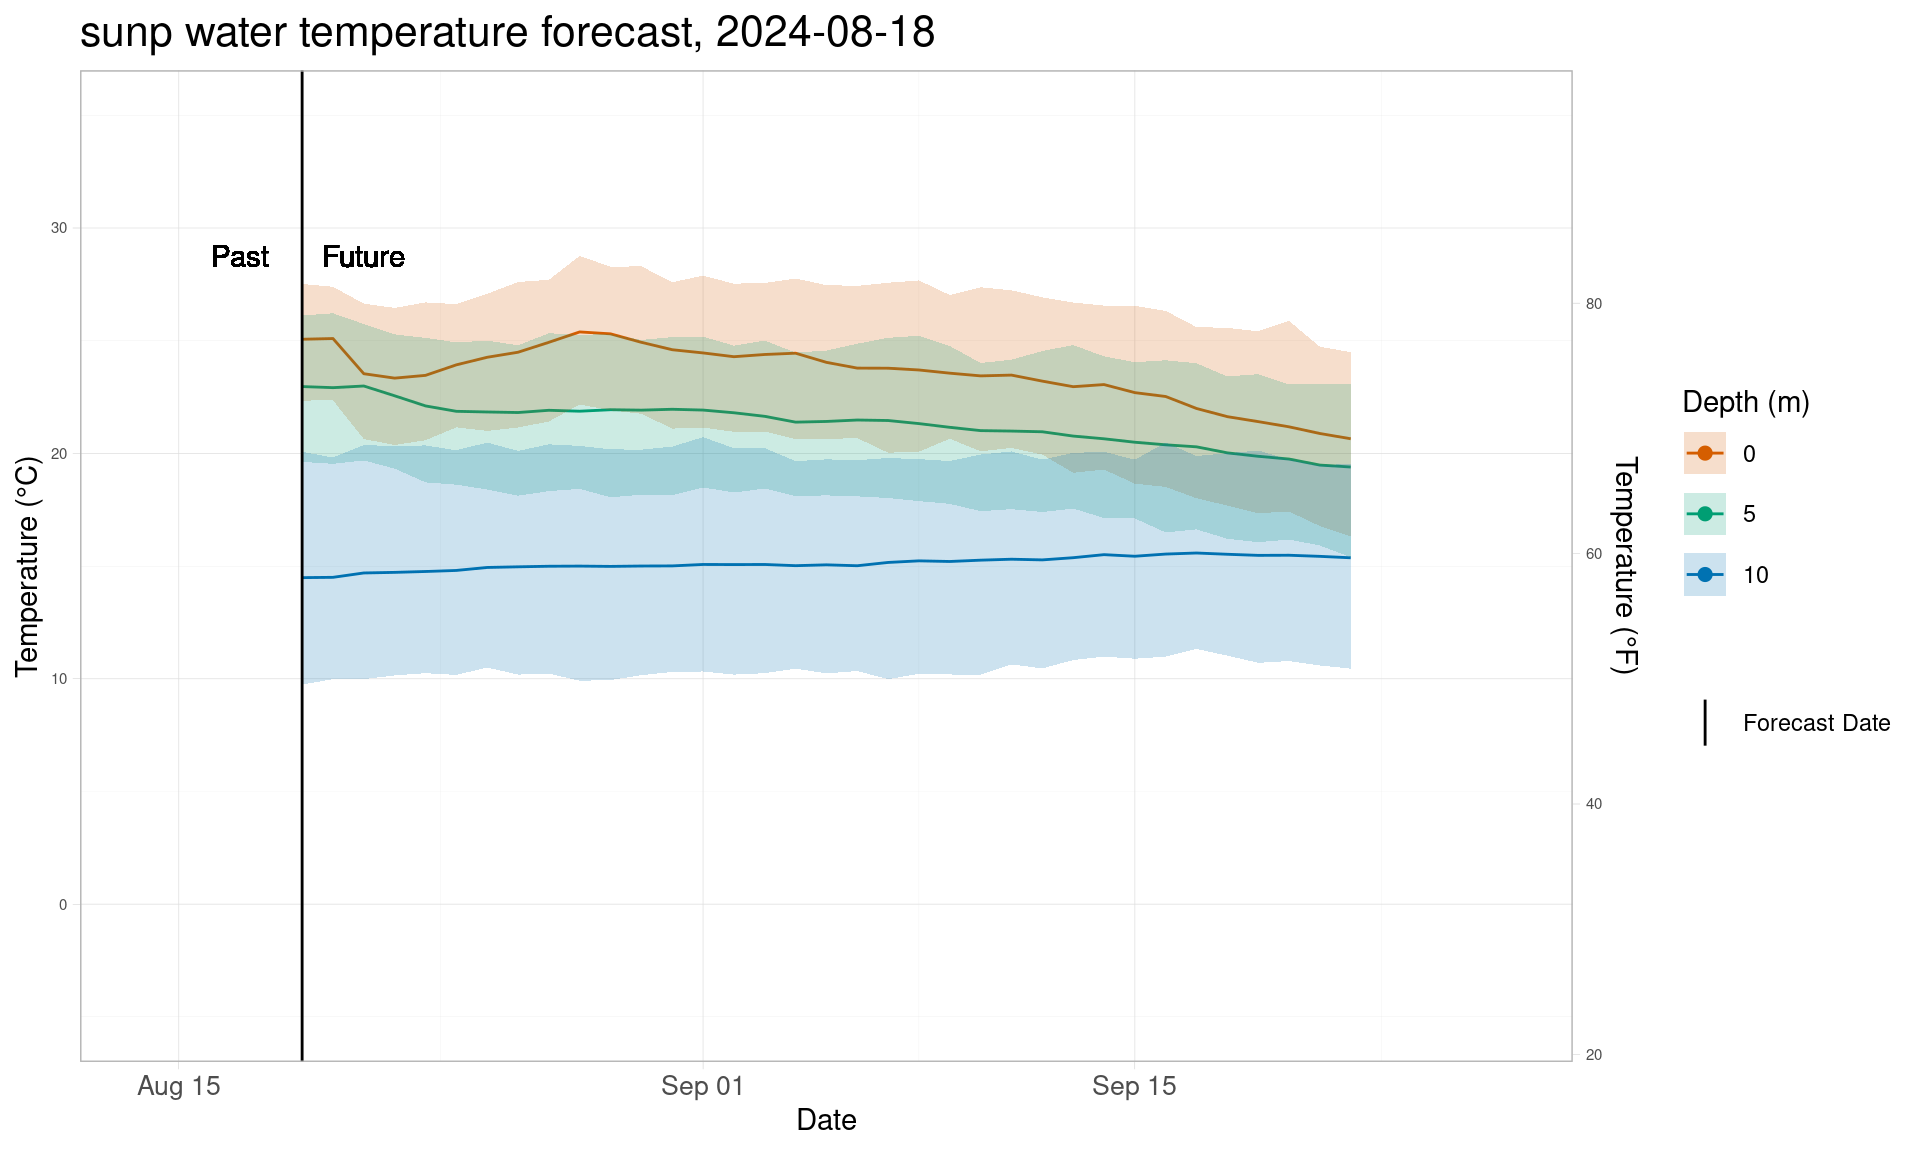 sunp water temperature forecast, 2024-08-18
Past
Future
30
20
10
0
Temperature (°C)
80
60
40
20
Temperature (°F)
Aug 15
Sep 01
Sep 15
Date
Depth (m)
0
5
10
Forecast Date